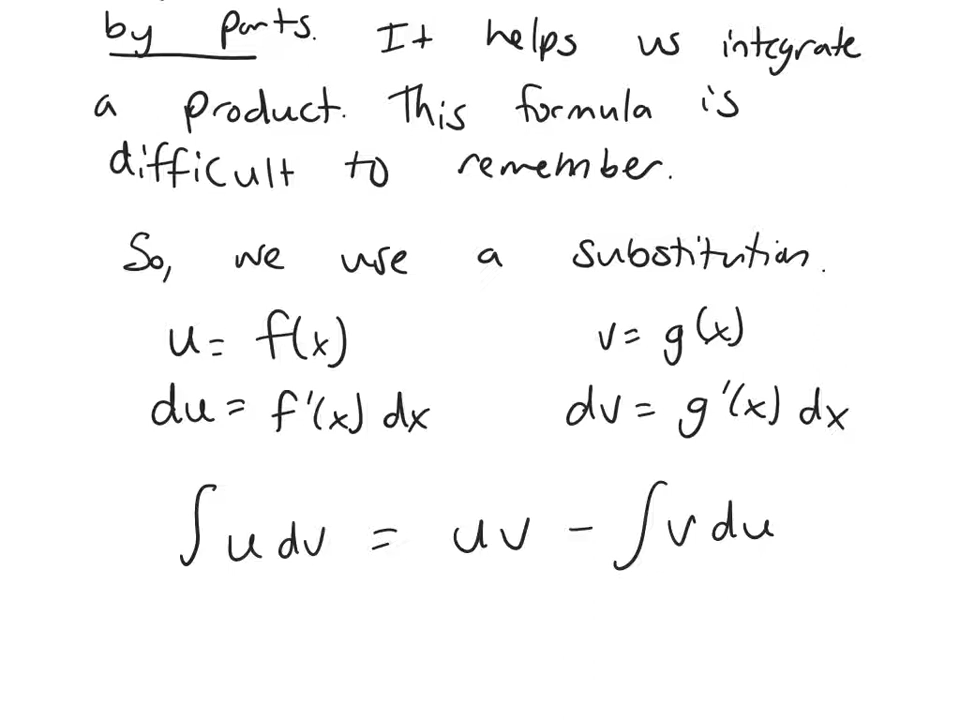 by parts. It helps us integrate
a product. This formula is
difficult to remember.
So, we use a substitution.
u = f(x) v = g(x)
du = f'(x) dx dv = g'(x) dx
∫ u dv = uv - ∫ v du